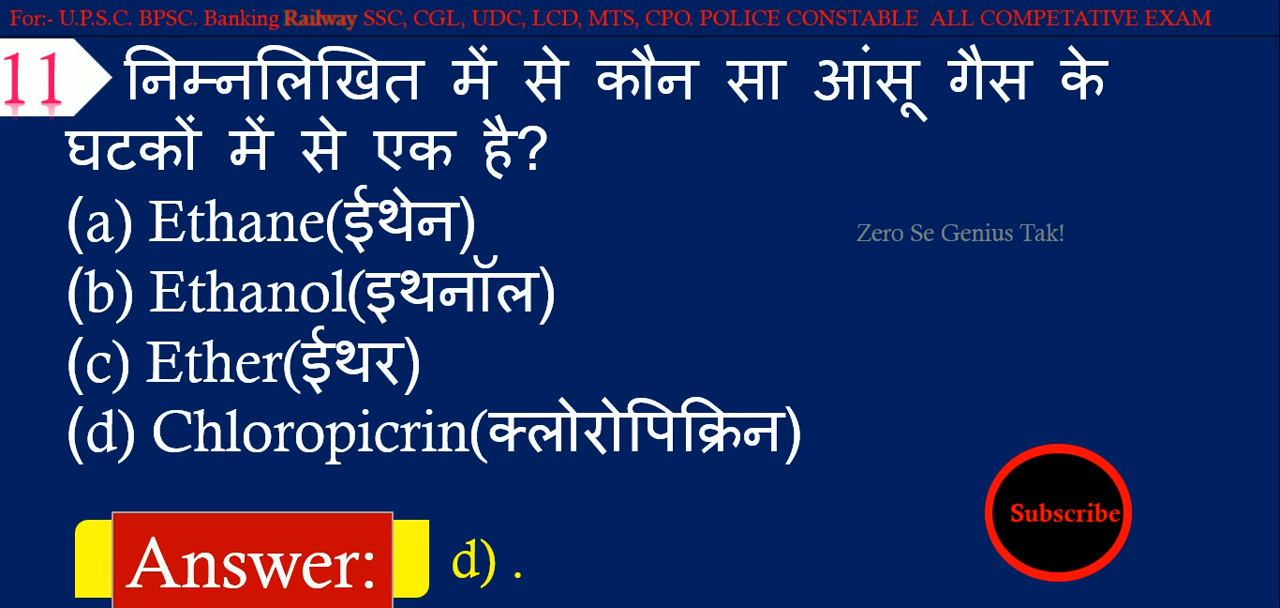 For:- U.P.S.C. BPSC. Banking Railway SSC, CGL, UDC, LCD, MTS, CPO. POLICE CONSTABLE ALL COMPETATIVE EXAM
11 निम्नलिखित में से कौन सा आंसू गैस के
घटकों में से एक है?
(a) Ethane(ईथेन)
Zero Se Genius Tak!
(b) Ethanol(इथनॉल)
(c) Ether(ईथर)
(d) Chloropicrin(क्लोरोपिक्रिन)
Subscribe
Answer: d) .